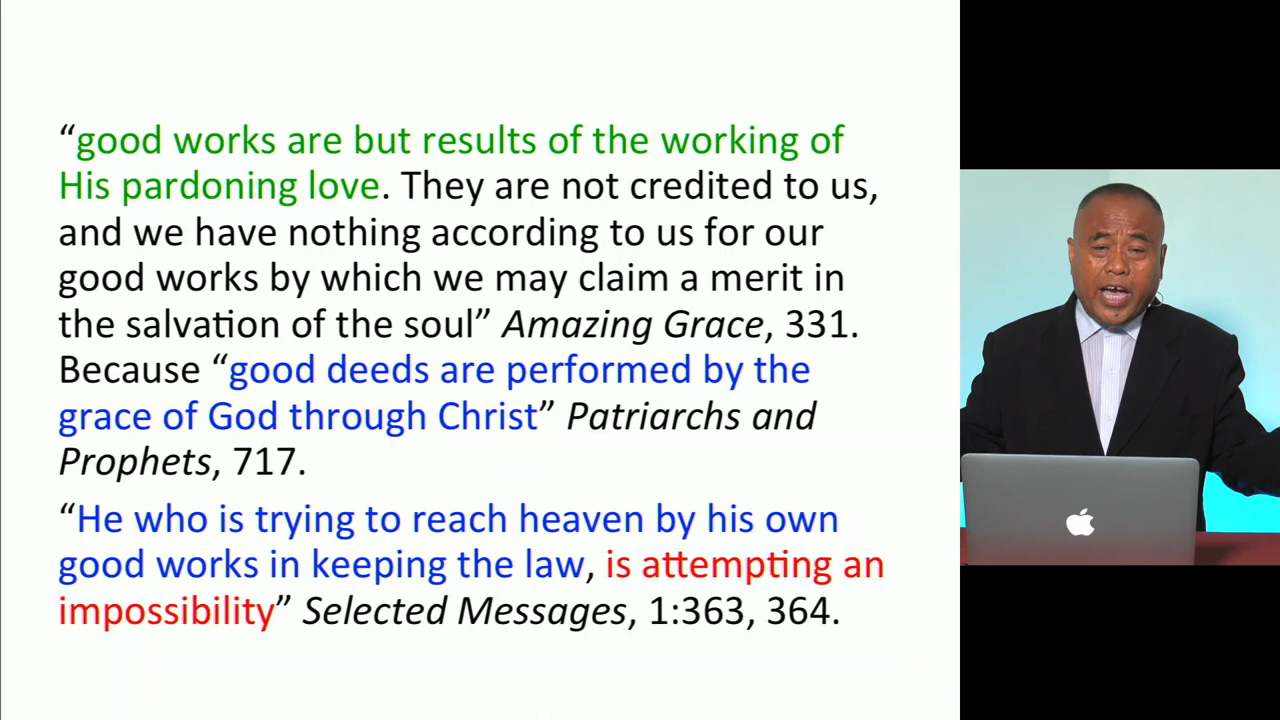 “good works are but results of the working of
His pardoning love. They are not credited to us,
and we have nothing according to us for our
good works by which we may claim a merit in
the salvation of the soul” Amazing Grace, 331.
Because “good deeds are performed by the
grace of God through Christ” Patriarchs and
Prophets, 717.
“He who is trying to reach heaven by his own
good works in keeping the law, is attempting an
impossibility” Selected Messages, 1:363, 364.